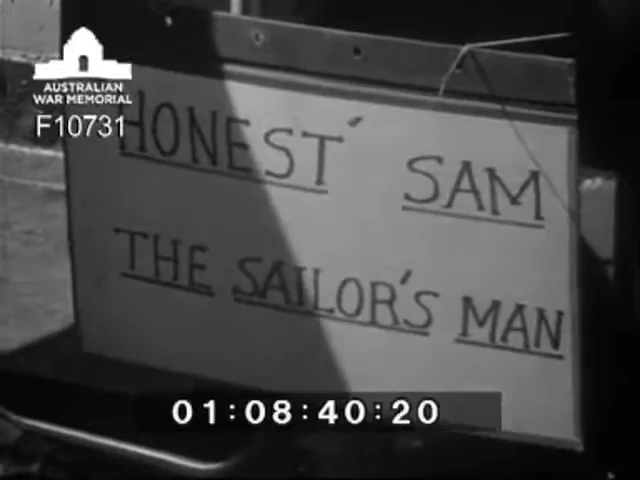 AUSTRALIAN
WAR MEMORIAL
F10731
HONEST' SAM
THE SAILOR'S MAN
01:08:40:20